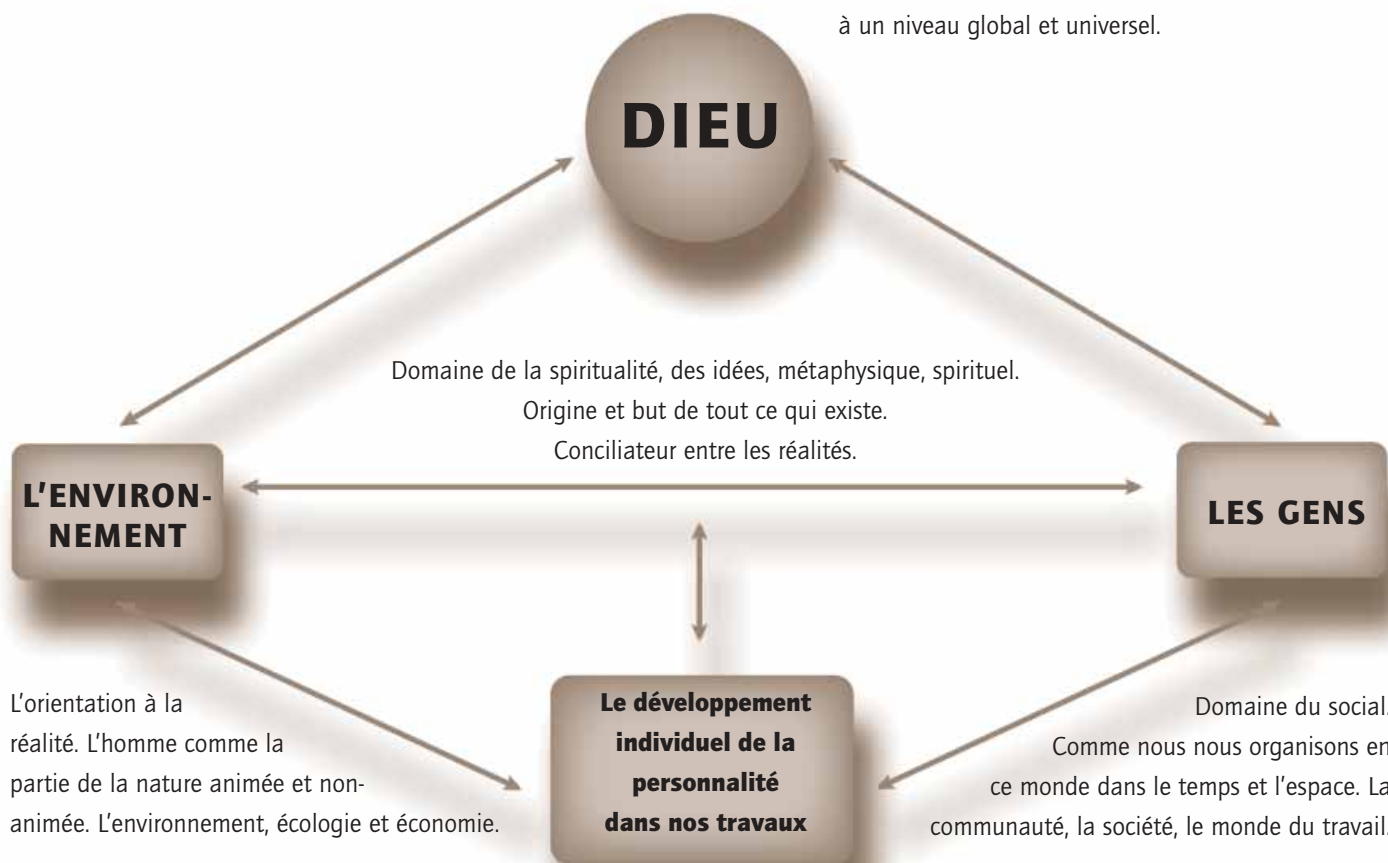 à un niveau global et universel.
DIEU
Domaine de la spiritualité, des idées, métaphysique, spirituel.
Origine et but de tout ce qui existe.
Conciliateur entre les réalités.
L'ENVIRON-
NEMENT
LES GENS
L'orientation à la
réalité. L'homme comme la
partie de la nature animée et non-
animée. L'environnement, écologie et économie.
Le développement
individuel de la
personnalité
dans nos travaux
Domaine du social.
Comme nous nous organisons en
ce monde dans le temps et l'espace. La
communauté, la société, le monde du travail.